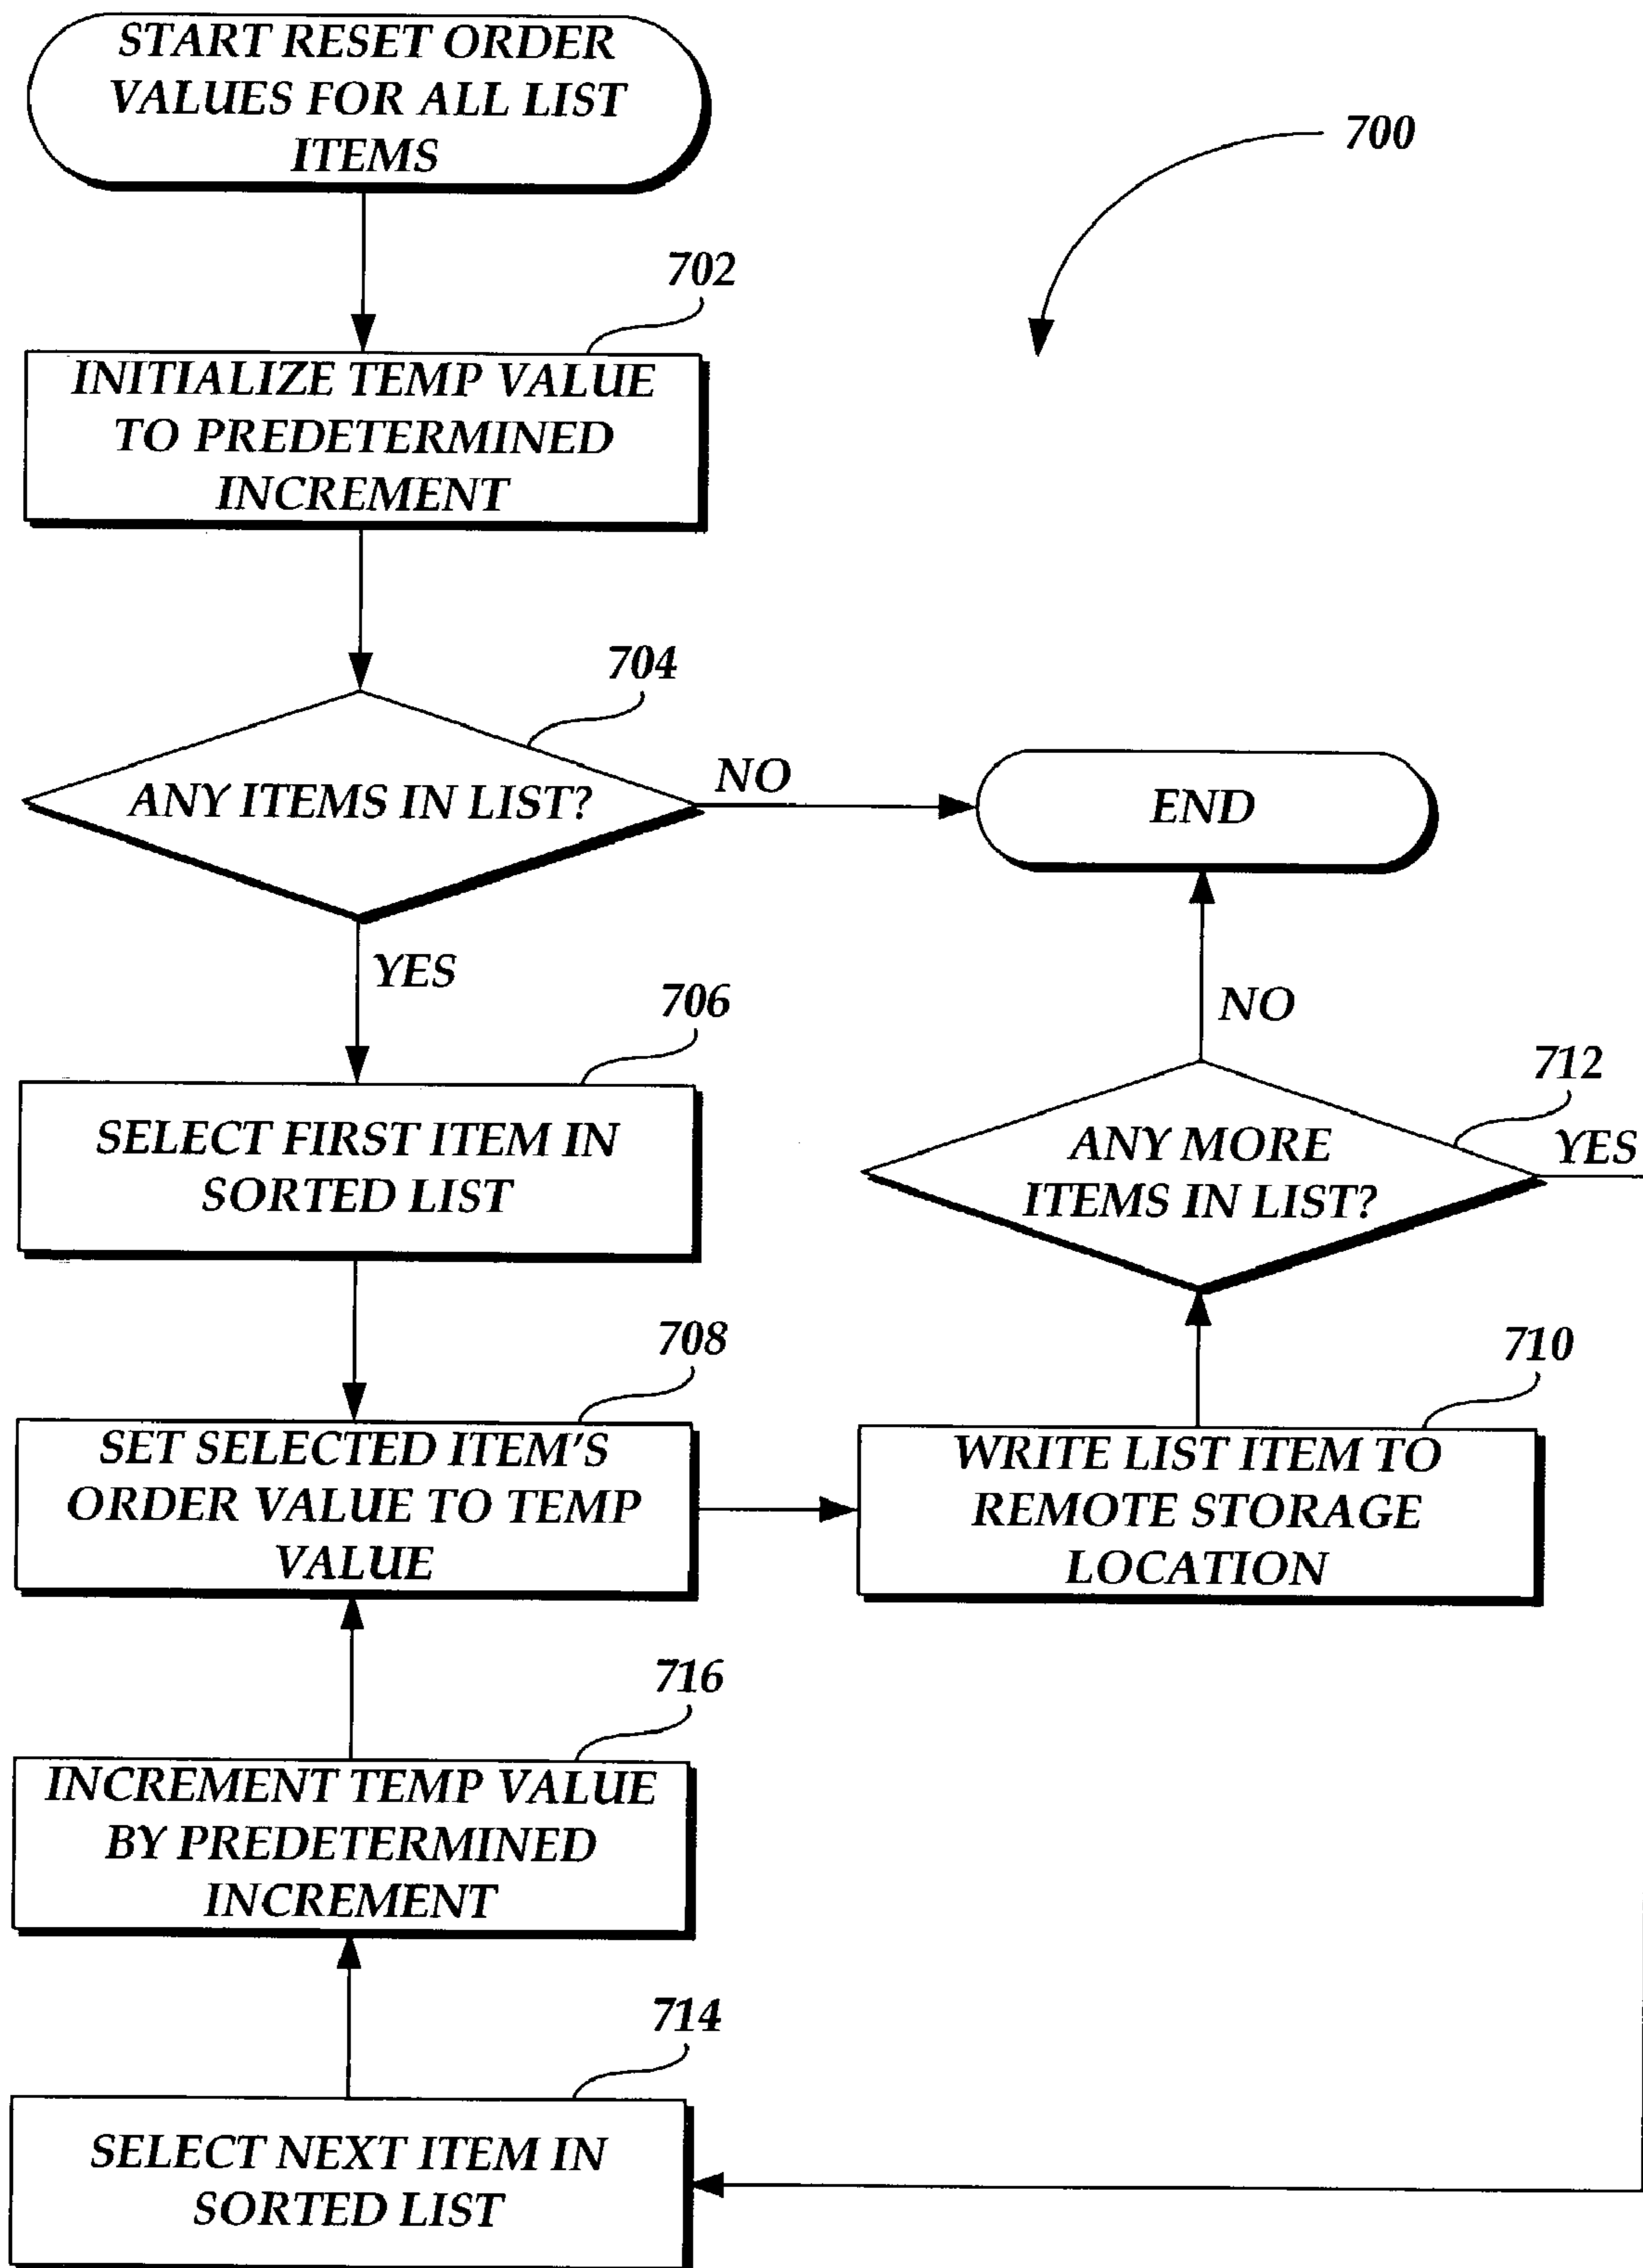 START RESET ORDER
VALUES FOR ALL LIST
ITEMS
700
702
INITIALIZE TEMP VALUE
TO PREDETERMINED
INCREMENT
704
ANY ITEMS IN LIST?
NO
END
YES
706
SELECT FIRST ITEM IN
SORTED LIST
NO
712
ANY MORE
ITEMS IN LIST?
YES
708
SET SELECTED ITEM'S
ORDER VALUE TO TEMP
VALUE
710
WRITE LIST ITEM TO
REMOTE STORAGE
LOCATION
716
INCREMENT TEMP VALUE
BY PREDETERMINED
INCREMENT
714
SELECT NEXT ITEM IN
SORTED LIST